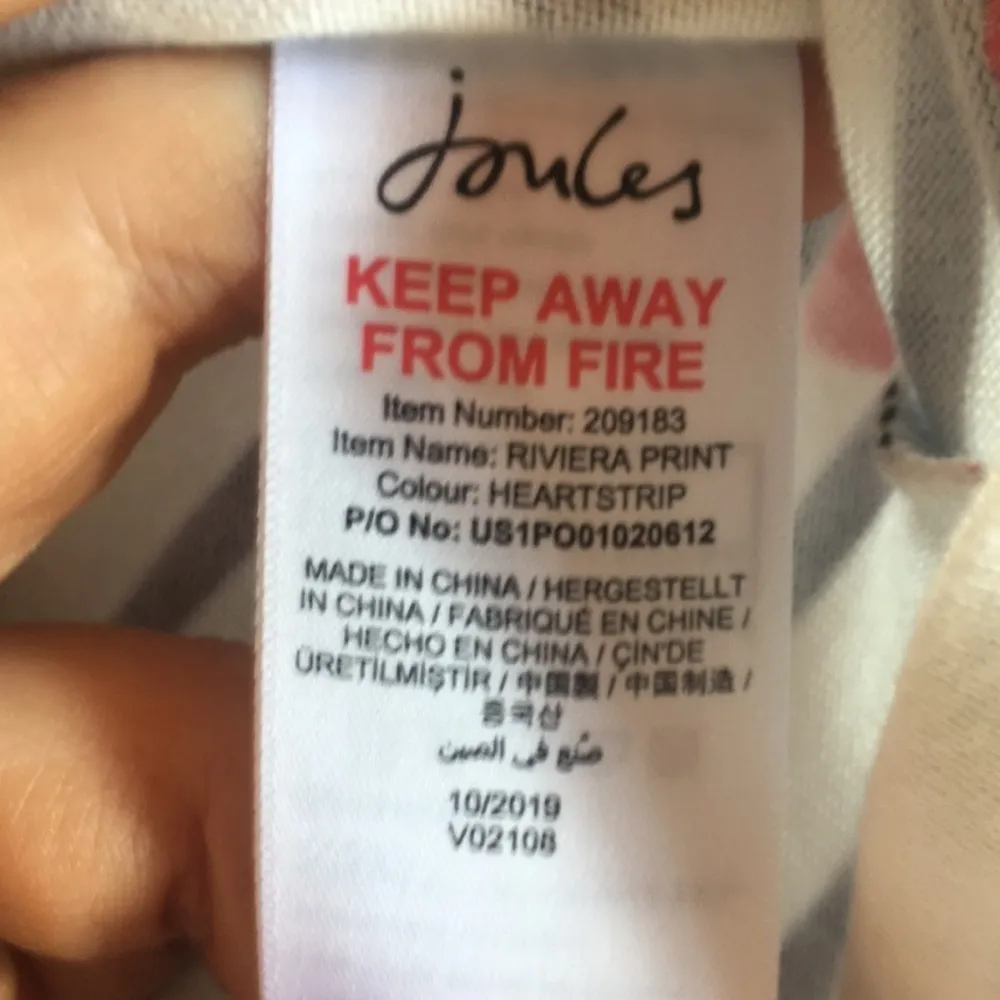 Joules
KEEP AWAY
FROM FIRE
Item Number: 209183
Item Name: RIVIERA PRINT
Colour: HEARTSTRIP
P/O No: US1PO01020612
MADE IN CHINA / HERGESTELLT
IN CHINA / FABRIQUÉ EN CHINE /
HECHO EN CHINA / ÇIN'DE
ÜRETİLMİŞTİR / 中国製 / 中国制造 /
중국산
صُنع في الصين
10/2019
V02108